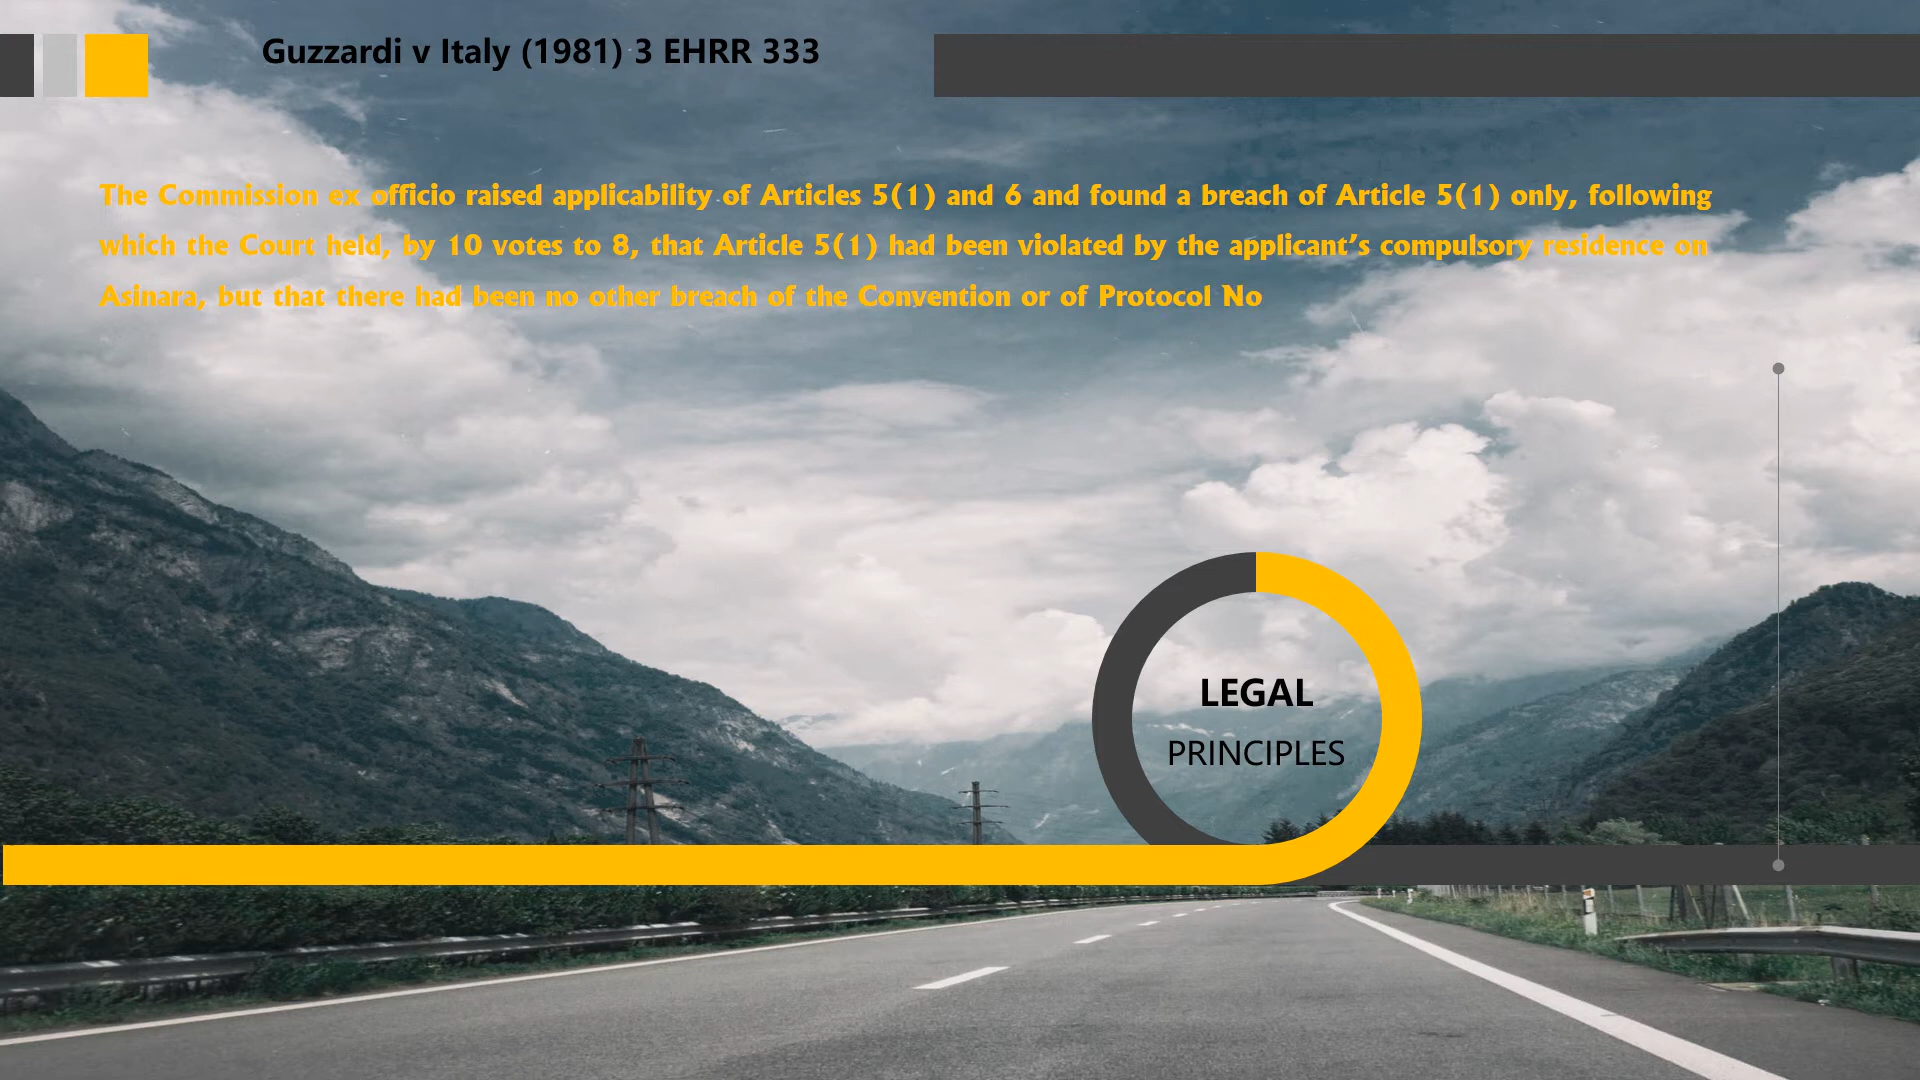 Guzzardi v Italy (1981) 3 EHRR 333
The Commission ex officio raised applicability of Articles 5(1) and 6 and found a breach of Article 5(1) only, following
which the Court held, by 10 votes to 8, that Article 5(1) had been violated by the applicant’s compulsory residence on
Asinara, but that there had been no other breach of the Convention or of Protocol No
LEGAL
PRINCIPLES